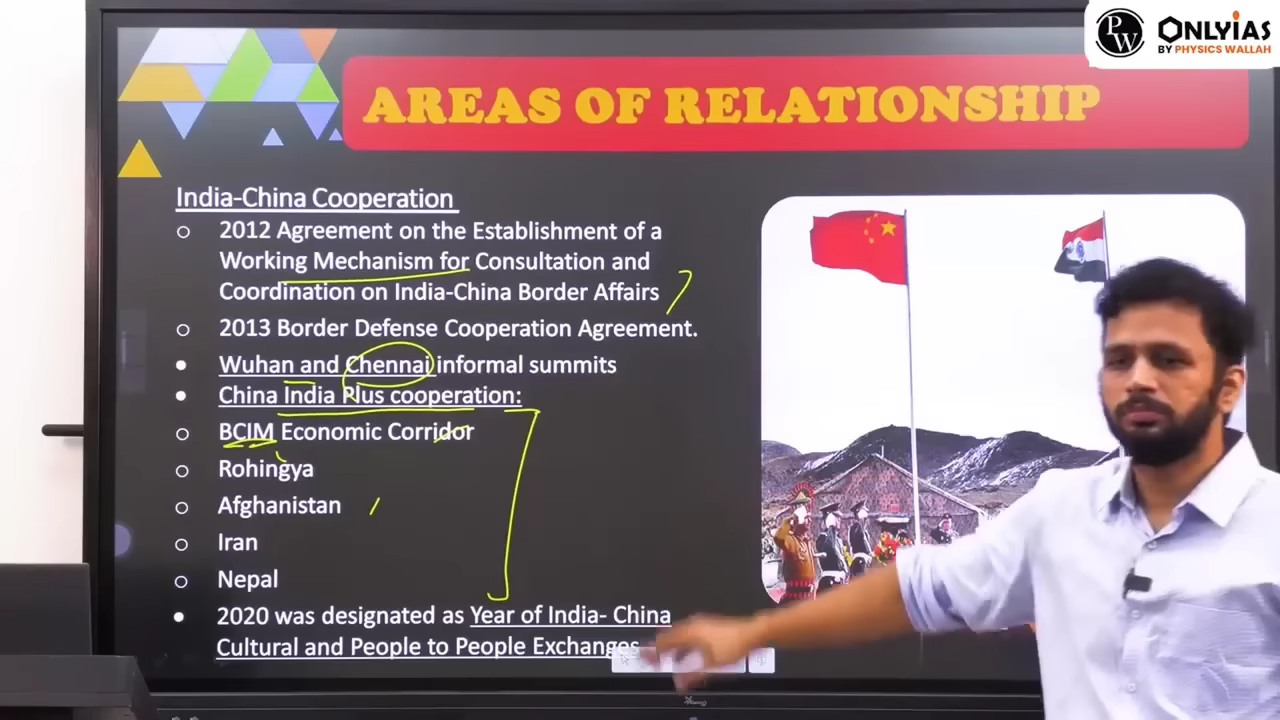 PW
ONLYIAS
BY PHYSICS WALLAH
AREAS OF RELATIONSHIP
India-China Cooperation
2012 Agreement on the Establishment of a
Working Mechanism for Consultation and
Coordination on India-China Border Affairs
2013 Border Defense Cooperation Agreement.
Wuhan and Chennai informal summits
China India Plus cooperation:
BCIM Economic Corridor
Rohingya
Afghanistan
Iran
Nepal
2020 was designated as Year of India- China
Cultural and People to People Exchanges